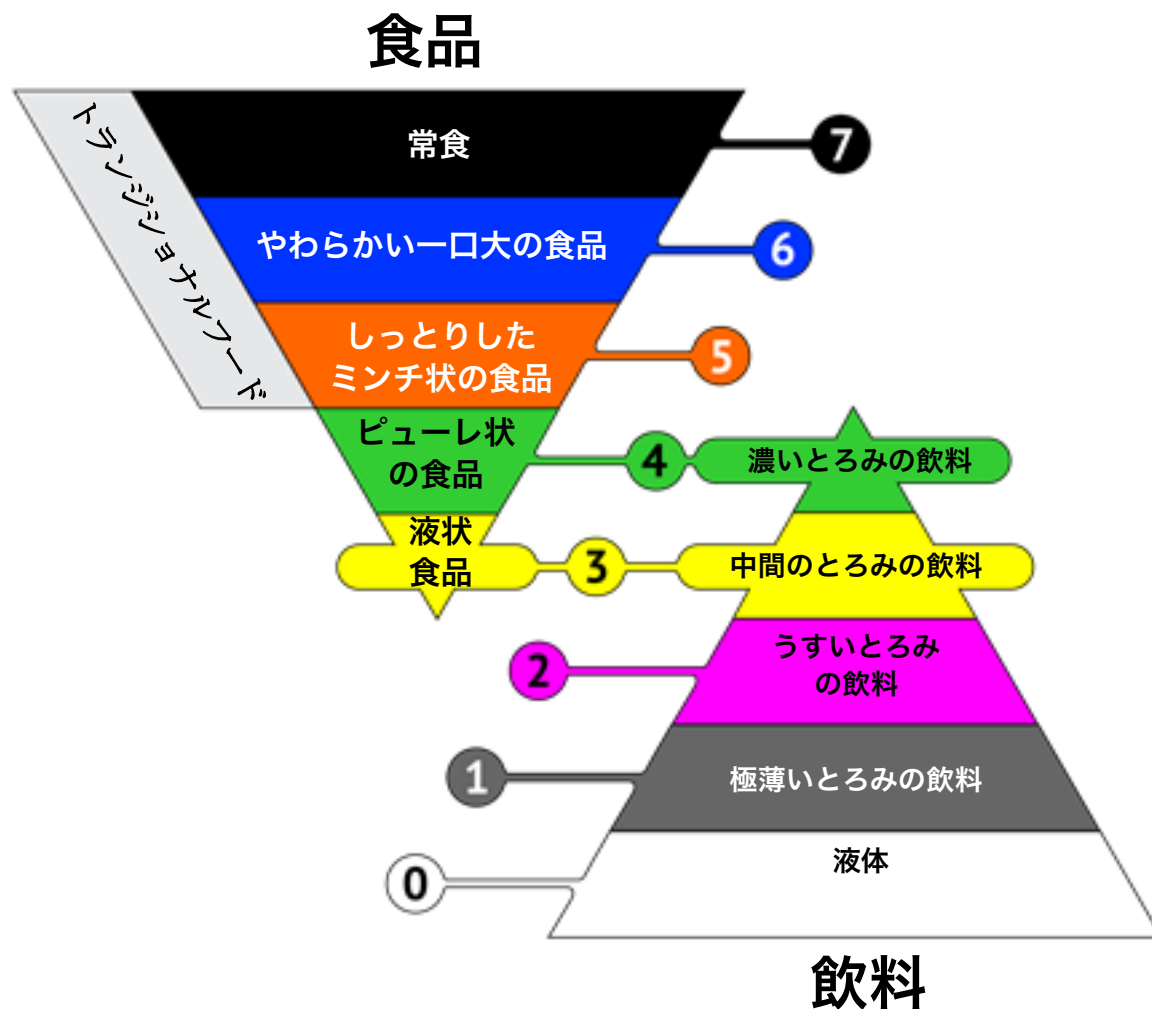 食品
トランジショナルフード
常食
7
やわらかい一口大の食品
6
しっとりした
ミンチ状の食品
5
ピューレ状
の食品
4
濃いとろみの飲料
液状
食品
3
中間のとろみの飲料
2
うすいとろみ
の飲料
1
極薄いとろみの飲料
0
液体
飲料